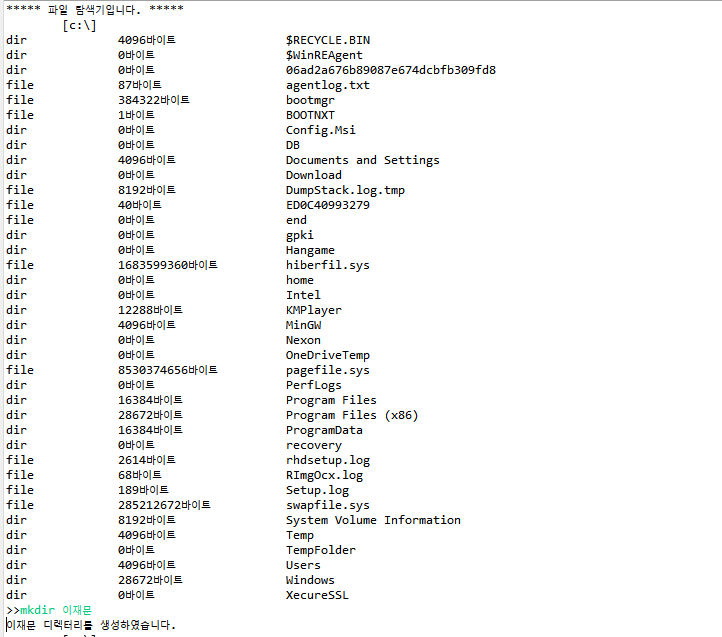 ***** 파일 탐색기입니다. *****
[c:\]
dir 4096바이트 $RECYCLE.BIN
dir 0바이트 $WinREAgent
dir 0바이트 06ad2a676b89087e674dcbfb309fd8
file 87바이트 agentlog.txt
file 384322바이트 bootmgr
file 1바이트 BOOTNXT
dir 0바이트 Config.Msi
dir 0바이트 DB
dir 4096바이트 Documents and Settings
dir 0바이트 Download
file 8192바이트 DumpStack.log.tmp
file 40바이트 ED0C40993279
file 0바이트 end
dir 0바이트 gpki
dir 0바이트 Hangame
file 1683599360바이트 hiberfil.sys
dir 0바이트 home
dir 0바이트 Intel
dir 12288바이트 KMPlayer
dir 4096바이트 MinGW
dir 0바이트 Nexon
dir 0바이트 OneDriveTemp
file 8530374656바이트 pagefile.sys
dir 0바이트 PerfLogs
dir 16384바이트 Program Files
dir 28672바이트 Program Files (x86)
dir 16384바이트 ProgramData
dir 0바이트 recovery
file 2614바이트 rhdsetup.log
file 68바이트 RImgOcx.log
file 189바이트 Setup.log
file 285212672바이트 swapfile.sys
dir 8192바이트 System Volume Information
dir 4096바이트 Temp
dir 0바이트 TempFolder
dir 4096바이트 Users
dir 28672바이트 Windows
dir 0바이트 XecureSSL
>>mkdir 이재문
이재문 디렉터리를 생성하였습니다.